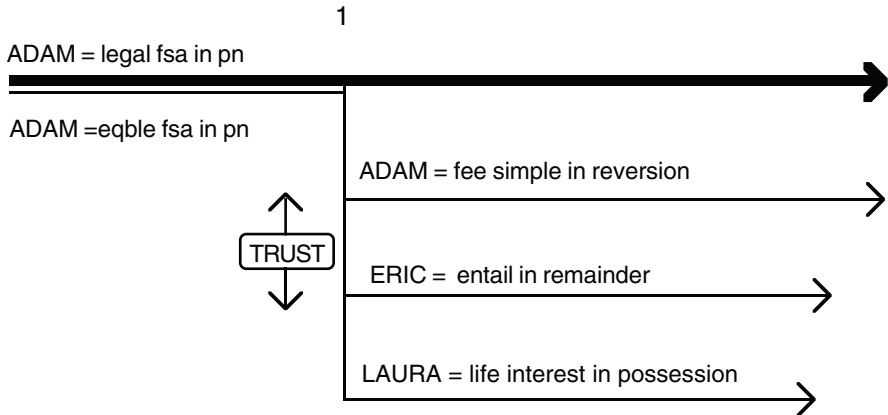 1
ADAM = legal fsa in pn
ADAM =eqble fsa in pn
ADAM = fee simple in reversion
TRUST
ERIC = entail in remainder
LAURA = life interest in possession